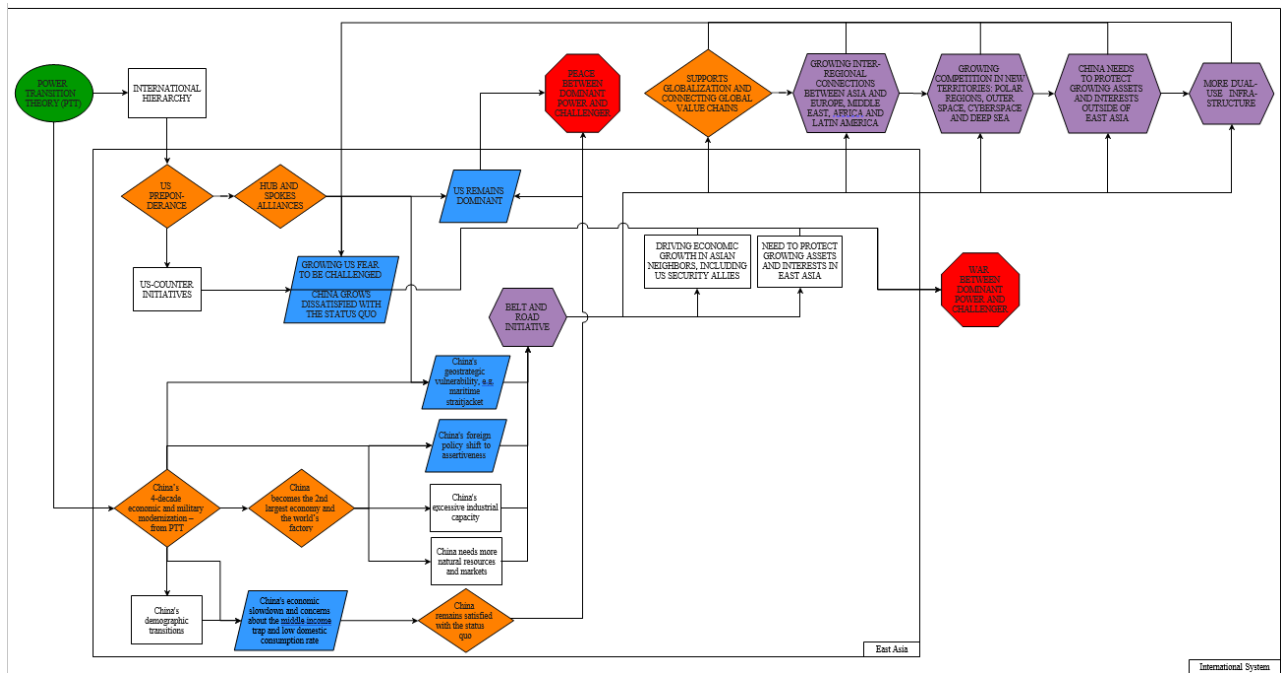 POWER
TRANSITION
THEORY (PTT)
INTERNATIONAL
HIERARCHY
PEACE
BETWEEN
DOMINANT
POWER AND
CHALLENGER
SUPPORTS
GLOBALIZATION AND
CONNECTING GLOBAL
VALUE CHAINS
GROWING INTER-
REGIONAL
CONNECTIONS
BETWEEN ASIA AND
EUROPE, MIDDLE
EAST, AFRICA AND
LATIN AMERICA
GROWING
COMPETITION IN NEW
TERRITORIES: POLAR
REGIONS, OUTER
SPACE, CYBERSPACE
AND DEEP SEA
CHINA NEEDS
TO PROTECT
GROWING ASSETS
AND INTERESTS
OUTSIDE OF
EAST ASIA
MORE DUAL-
USE INFRA-
STRUCTURE
US
PREPON-
DERANCE
HUB AND
SPOKES
ALLIANCES
US REMAINS
DOMINANT
US-COUNTER
INITIATIVES
GROWING US FEAR
TO BE CHALLENGED
CHINA GROWS
DISSATISFIED WITH
THE STATUS QUO
DRIVING ECONOMIC
GROWTH IN ASIAN
NEIGHBORS, INCLUDING
US SECURITY ALLIES
NEED TO PROTECT
GROWING ASSETS
AND INTERESTS IN
EAST ASIA
WAR
BETWEEN
DOMINANT
POWER AND
CHALLENGER
BELT AND
ROAD
INITIATIVE
China's
geostrategic
vulnerability, e.g.
maritime
straitjacket
China's foreign
policy shift to
assertiveness
China's
4-decade
economic and military
modernization –
from PTT
China
becomes the 2nd
largest economy and
the world's
factory
China's
excessive industrial
capacity
China needs more
natural resources
and markets
China's
demographic
transitions
China's economic
slowdown and concerns
about the middle income
trap and low domestic
consumption rate
China
remains satisfied
with the status
quo
East Asia
International System